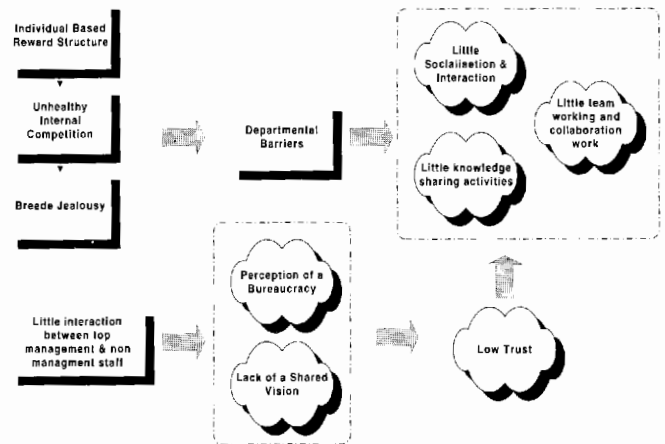 Individual Based
Reward Structure
Unhealthy
Internal
Competition
Breede Jealousy
Departmental
Barriers
Little
Socialisation &
Interaction
Little team
working and
collaboration
work
Little knowledge
sharing activities
Little interaction
between top
management & non
managment staff
Perception of a
Bureaucracy
Lack of a Shared
Vision
Low Trust